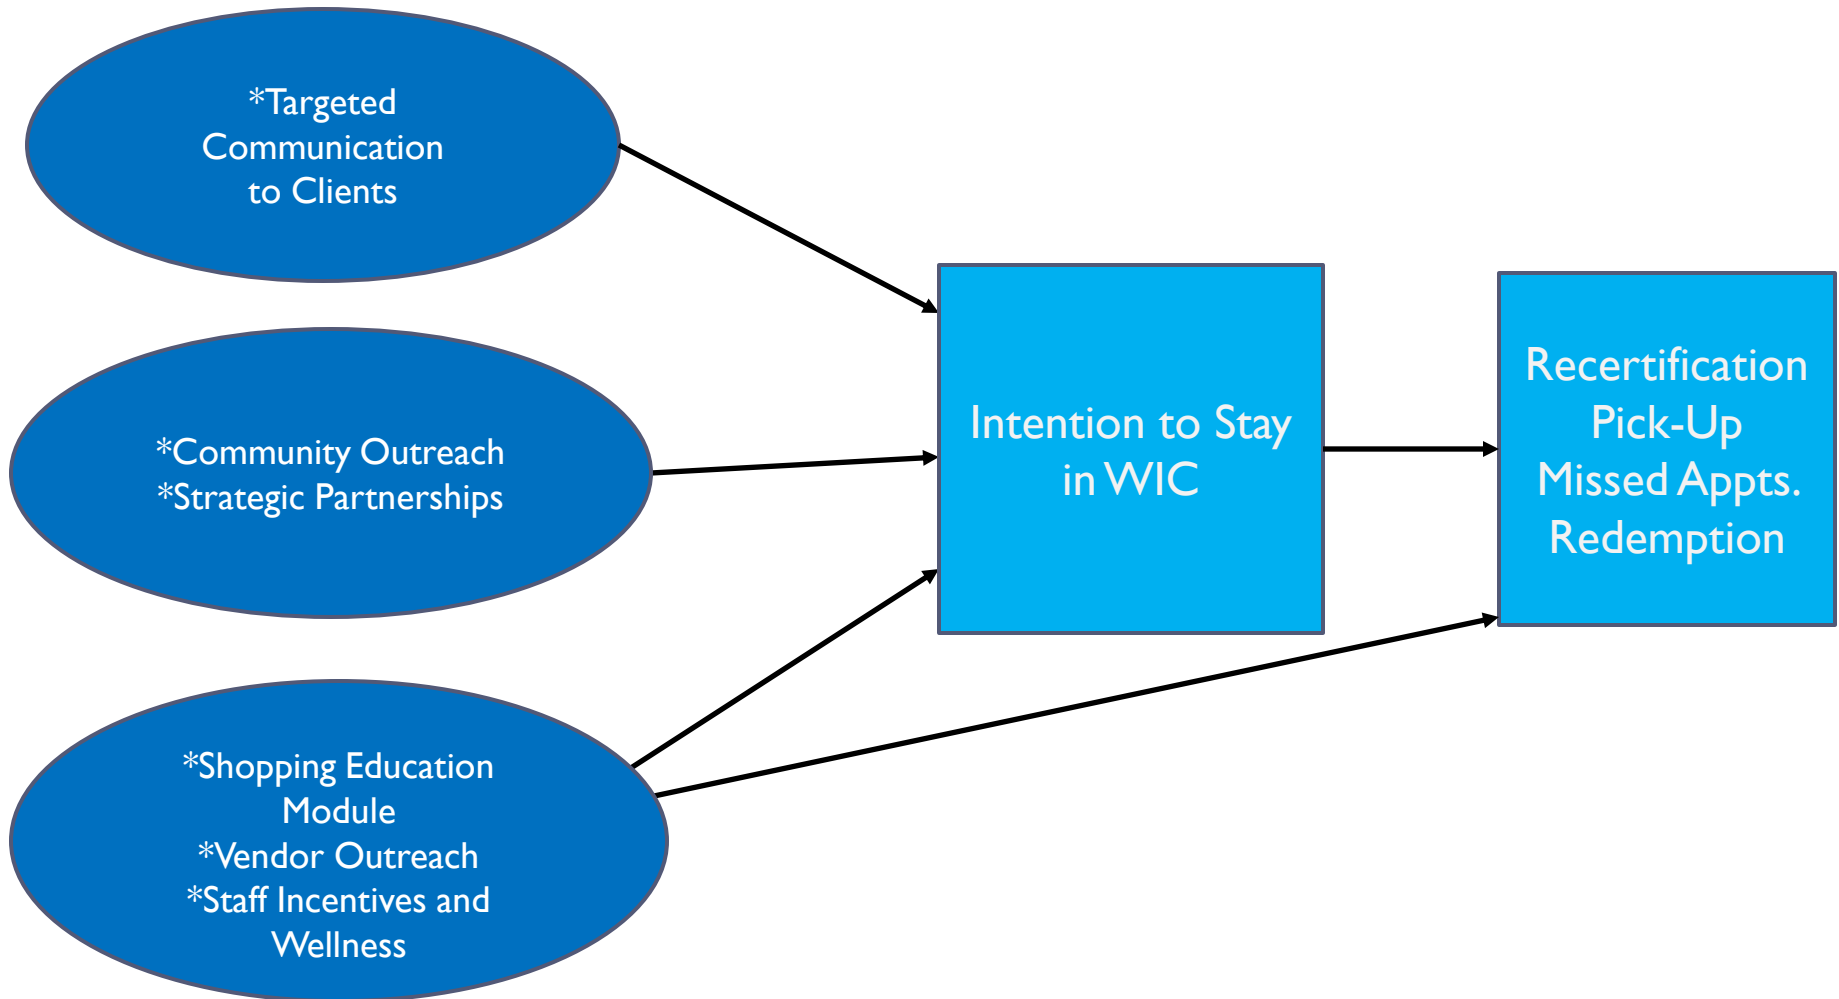 *Targeted
Communication
to Clients
*Community Outreach
*Strategic Partnerships
*Shopping Education
Module
*Vendor Outreach
*Staff Incentives and
Wellness
Intention to Stay
in WIC
Recertification
Pick-Up
Missed Appts.
Redemption